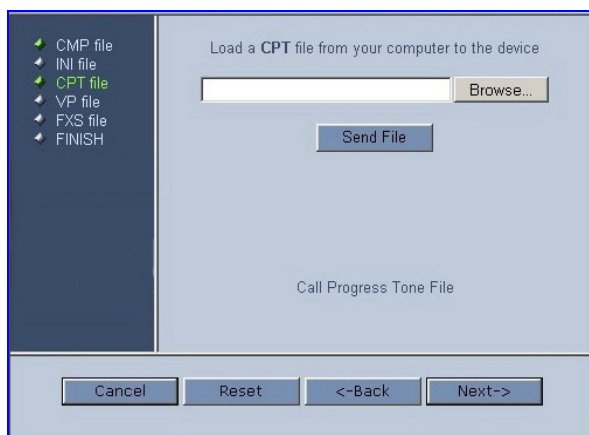 CMP file
INI file
CPT file
VP file
FXS file
FINISH
Load a CPT file from your computer to the device
Browse...
Send File
Call Progress Tone File
Cancel
Reset
<-Back
Next->